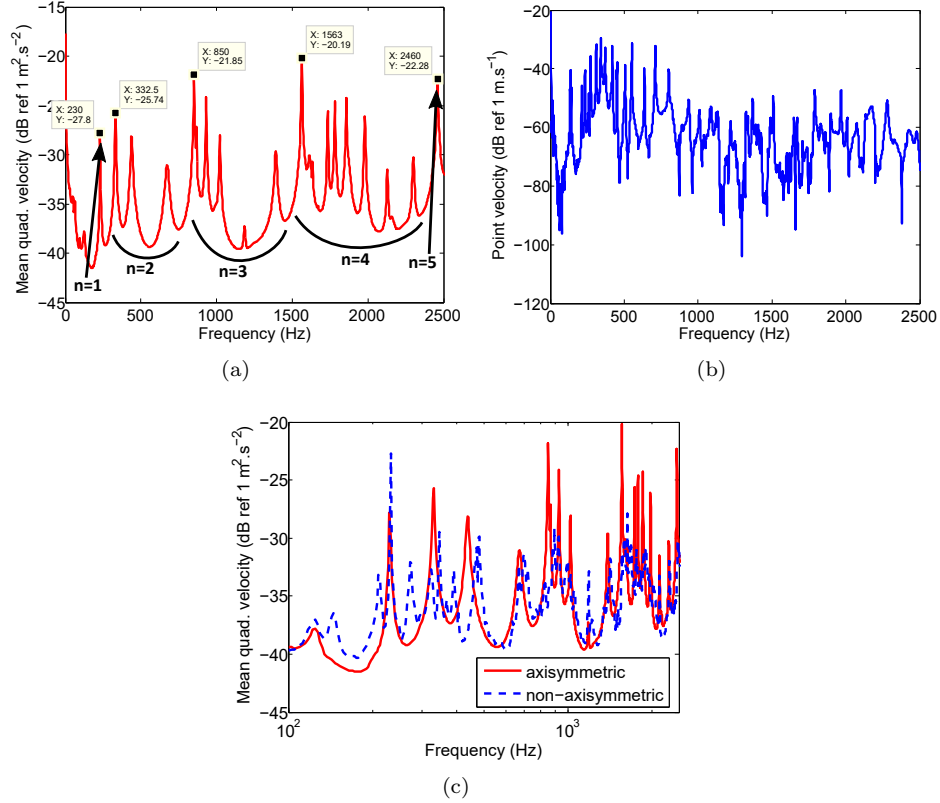 X: 1563
Y: −20.19
X: 850
Y: −21.85
X: 2460
Y: −22.28
X: 332.5
Y: −25.74
X: 230
Y: −27.8
−15
−20
−25
−30
−35
−40
−45
Mean quad. velocity (dB ref 1 m².s⁻²)
n=1
n=2
n=3
n=4
n=5
0 500 1000 1500 2000 2500
Frequency (Hz)
(a)
−20
−40
−60
−80
−100
−120
Point velocity (dB ref 1 m.s⁻¹)
0 500 1000 1500 2000 2500
Frequency (Hz)
(b)
−20
−25
−30
−35
−40
−45
Mean quad. velocity (dB ref 1 m².s⁻²)
axisymmetric
non−axisymmetric
10² 10³
Frequency (Hz)
(c)